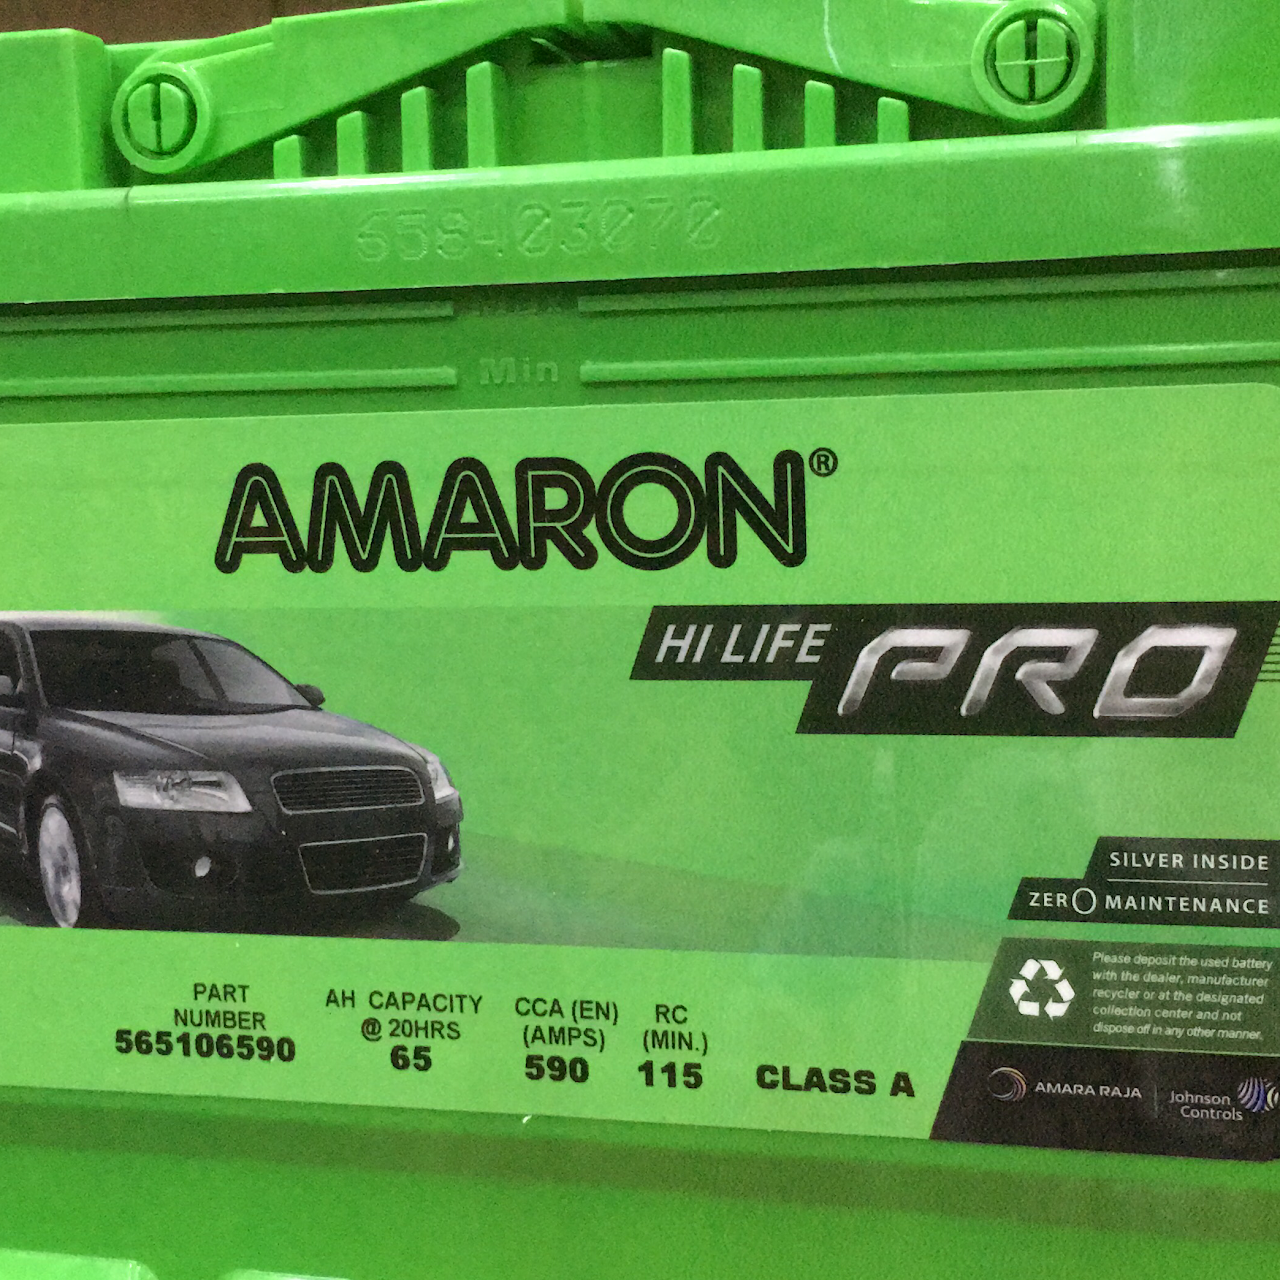 658403070
Min
AMARON®
HI LIFE PRO
SILVER INSIDE
ZERO MAINTENANCE
Please deposit the used battery
with the dealer, manufacturer
recycler or at the designated
collection center and not
dispose off in any other manner.
PART
NUMBER
565106590
AH CAPACITY
@ 20HRS
65
CCA (EN)
(AMPS)
590
RC
(MIN.)
115
CLASS A
AMARA RAJA
Johnson
Controls